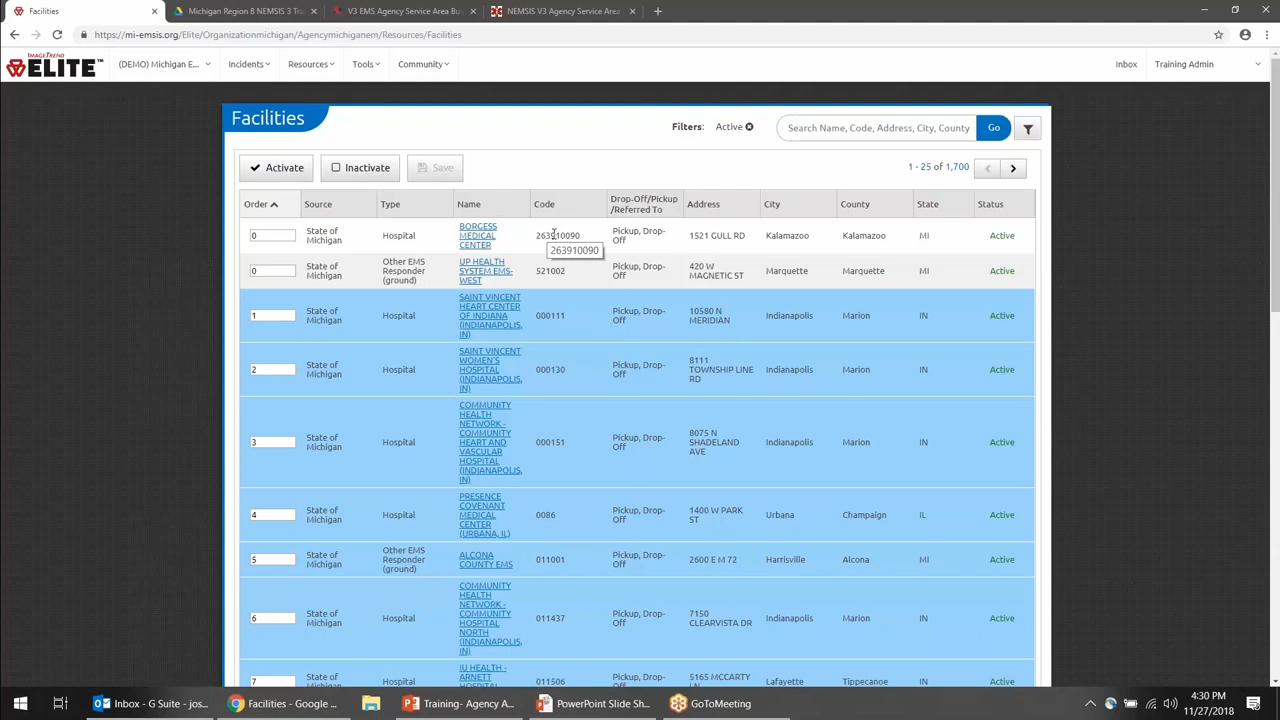 Facilities
Michigan Region 8 NEMSIS 3 Tra
V3 EMS Agency Service Area Bu
NEMSIS V3 Agency Service Area
https://mi-emsis.org/Elite/Organizationmichigan/Agencymichiganem/Resources/Facilities
IMAGETREND
ELITE™
(DEMO) Michigan E...
Incidents
Resources
Tools
Community
Inbox
Training Admin
Facilities
Filters:
Active
Search Name, Code, Address, City, County
Go
Activate
Inactivate
Save
1 - 25 of 1,700
Order
Source
Type
Name
Code
Drop-Off/Pickup
/Referred To
Address
City
County
State
Status
0
State of
Michigan
Hospital
BORGESS
MEDICAL
CENTER
263910090
Pickup, Drop-
Off
1521 GULL RD
Kalamazoo
Kalamazoo
MI
Active
263910090
0
State of
Michigan
Other EMS
Responder
(ground)
UP HEALTH
SYSTEM EMS-
WEST
521002
Pickup, Drop-
Off
420 W
MAGNETIC ST
Marquette
Marquette
MI
Active
1
State of
Michigan
Hospital
SAINT VINCENT
HEART CENTER
OF INDIANA
(INDIANAPOLIS,
IN)
000111
Pickup, Drop-
Off
10580 N
MERIDIAN
Indianapolis
Marion
IN
Active
2
State of
Michigan
Hospital
SAINT VINCENT
WOMEN'S
HOSPITAL
(INDIANAPOLIS,
IN)
000130
Pickup, Drop-
Off
8111
TOWNSHIP LINE
RD
Indianapolis
Marion
IN
Active
3
State of
Michigan
Hospital
COMMUNITY
HEALTH
NETWORK -
COMMUNITY
HEART AND
VASCULAR
HOSPITAL
(INDIANAPOLIS,
IN)
000151
Pickup, Drop-
Off
8075 N
SHADELAND
AVE
Indianapolis
Marion
IN
Active
4
State of
Michigan
Hospital
PRESENCE
COVENANT
MEDICAL
CENTER
(URBANA, IL)
0086
Pickup, Drop-
Off
1400 W PARK
ST
Urbana
Champaign
IL
Active
5
State of
Michigan
Other EMS
Responder
(ground)
ALCONA
COUNTY EMS
011001
Pickup, Drop-
Off
2600 E M 72
Harrisville
Alcona
MI
Active
6
State of
Michigan
Hospital
COMMUNITY
HEALTH
NETWORK -
COMMUNITY
HOSPITAL
NORTH
(INDIANAPOLIS,
IN)
011437
Pickup, Drop-
Off
7150
CLEARVISTA DR
Indianapolis
Marion
IN
Active
7
State of
Michigan
Hospital
IU HEALTH -
ARNETT
HOSPITAL
011506
Pickup, Drop-
Off
5165 MCCARTY
LN
Lafayette
Tippecanoe
IN
Active
Inbox - G Suite - jos...
Facilities - Google ...
Training- Agency A...
PowerPoint Slide Sh...
GoToMeeting
4:30 PM
11/27/2018